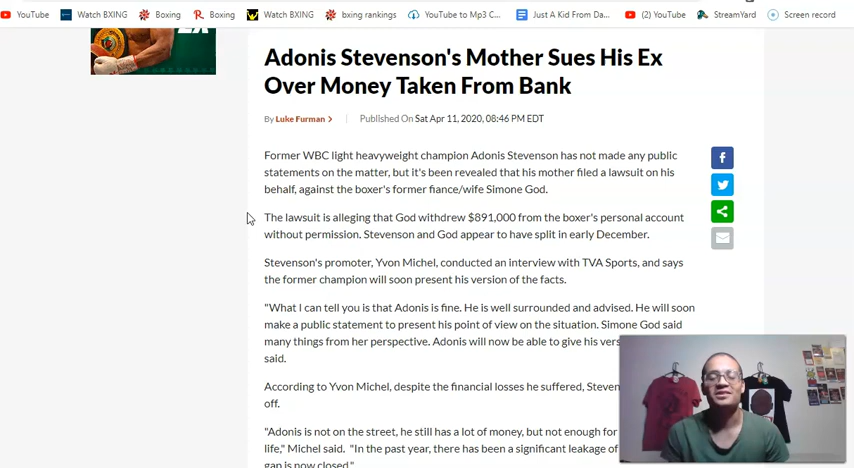 YouTube Watch BXING Boxing Boxing Watch BXING bxing rankings YouTube to Mp3 C... Just A Kid From Da... (2) YouTube StreamYard Screen record
Adonis Stevenson's Mother Sues His Ex
Over Money Taken From Bank
By Luke Furman > Published On Sat Apr 11, 2020, 08:46 PM EDT
Former WBC light heavyweight champion Adonis Stevenson has not made any public
statements on the matter, but it's been revealed that his mother filed a lawsuit on his
behalf, against the boxer's former fiance/wife Simone God.
The lawsuit is alleging that God withdrew $891,000 from the boxer's personal account
without permission. Stevenson and God appear to have split in early December.
Stevenson's promoter, Yvon Michel, conducted an interview with TVA Sports, and says
the former champion will soon present his version of the facts.
"What I can tell you is that Adonis is fine. He is well surrounded and advised. He will soon
make a public statement to present his point of view on the situation. Simone God said
many things from her perspective. Adonis will now be able to give his
said.
According to Yvon Michel, despite the financial losses he suffered,
off.
"Adonis is not on the street, he still has a lot of money, but not enough for
life," Michel said. "In the past year, there has been a significant leakage of
gap is now closed."